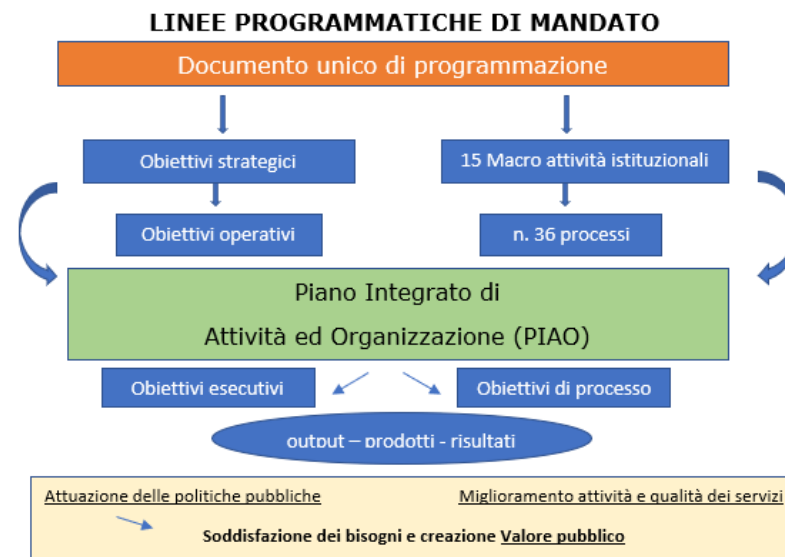 LINEE PROGRAMMATICHE DI MANDATO
Documento unico di programmazione
Obiettivi strategici
15 Macro attività istituzionali
Obiettivi operativi
n. 36 processi
Piano Integrato di
Attività ed Organizzazione (PIAO)
Obiettivi esecutivi
Obiettivi di processo
output – prodotti - risultati
Attuazione delle politiche pubbliche
Miglioramento attività e qualità dei servizi
Soddisfazione dei bisogni e creazione Valore pubblico